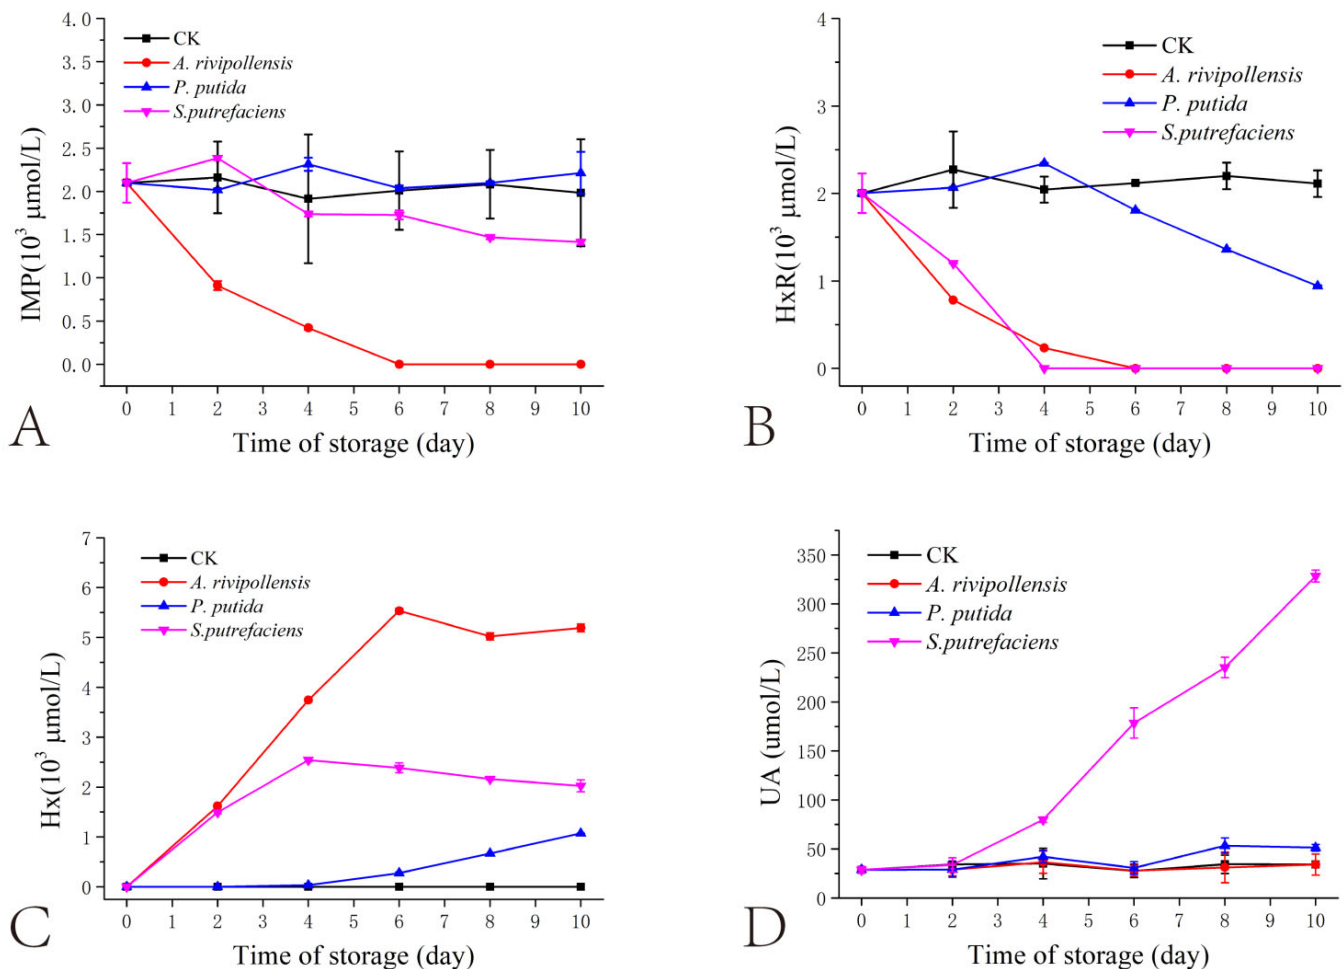 4.0
3.5
3.0
2.5
2.0
1.5
1.0
0.5
0.0
IMP(10³ μmol/L)
CK
A. rivipollensis
P. putida
S.putrefaciens
0 1 2 3 4 5 6 7 8 9 10
Time of storage (day)
A
4
3
2
1
0
HxR(10³ μmol/L)
CK
A. rivipollensis
P. putida
S.putrefaciens
0 1 2 3 4 5 6 7 8 9 10
Time of storage (day)
B
7
6
5
4
3
2
1
0
Hx(10³ μmol/L)
CK
A. rivipollensis
P. putida
S.putrefaciens
0 1 2 3 4 5 6 7 8 9 10
Time of storage (day)
C
350
300
250
200
150
100
50
0
UA (umol/L)
CK
A. rivipollensis
P. putida
S.putrefaciens
0 1 2 3 4 5 6 7 8 9 10
Time of storage (day)
D